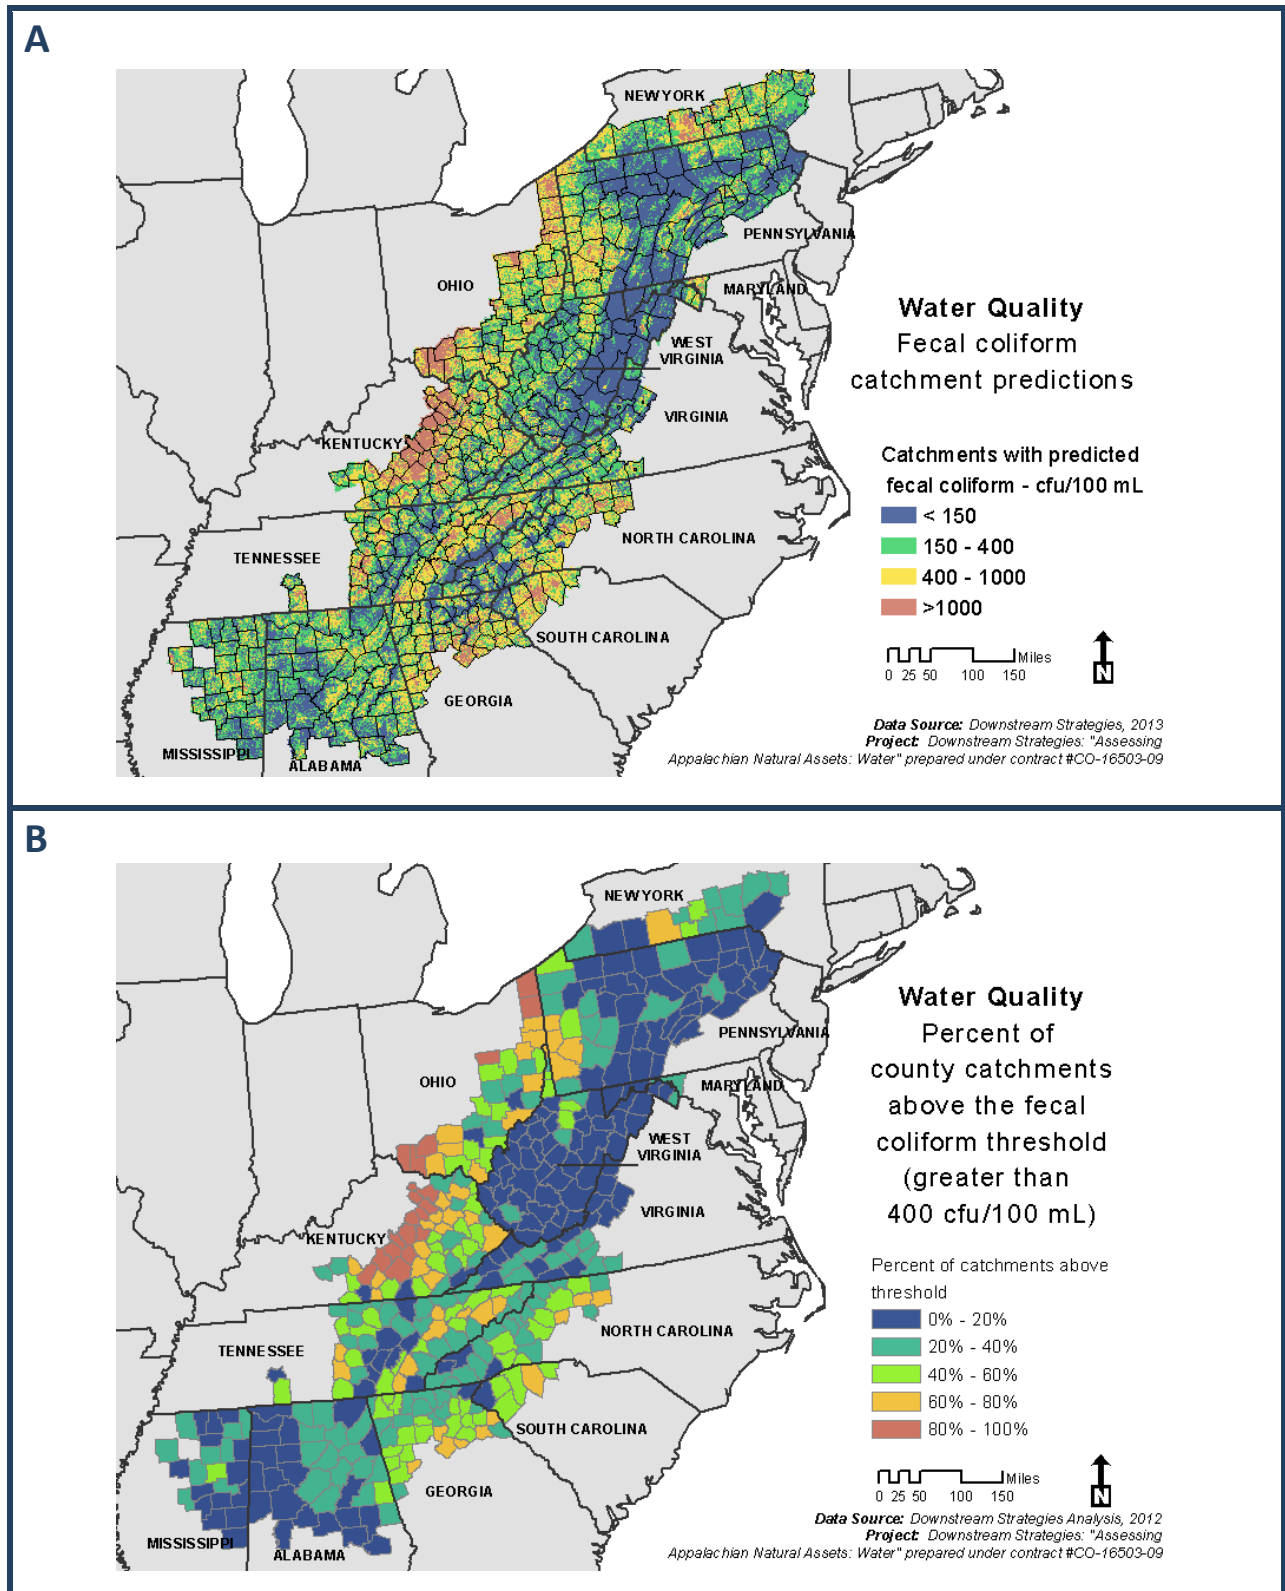 A
NEW YORK
PENNSYLVANIA
OHIO
MARYLAND
WEST
VIRGINIA
VIRGINIA
KENTUCKY
NORTH CAROLINA
TENNESSEE
SOUTH CAROLINA
GEORGIA
MISSISSIPPI
ALABAMA
Water Quality
Fecal coliform
catchment predictions
Catchments with predicted
fecal coliform - cfu/100 mL
< 150
150 - 400
400 - 1000
>1000
Miles
0 25 50 100 150
N
Data Source: Downstream Strategies, 2013
Project: Downstream Strategies: "Assessing
Appalachian Natural Assets: Water" prepared under contract #CO-16503-09
B
NEW YORK
PENNSYLVANIA
OHIO
MARYLAND
WEST
VIRGINIA
VIRGINIA
KENTUCKY
NORTH CAROLINA
TENNESSEE
SOUTH CAROLINA
GEORGIA
MISSISSIPPI
ALABAMA
Water Quality
Percent of
county catchments
above the fecal
coliform threshold
(greater than
400 cfu/100 mL)
Percent of catchments above
threshold
0% - 20%
20% - 40%
40% - 60%
60% - 80%
80% - 100%
Miles
0 25 50 100 150
N
Data Source: Downstream Strategies Analysis, 2012
Project: Downstream Strategies: "Assessing
Appalachian Natural Assets: Water" prepared under contract #CO-16503-09